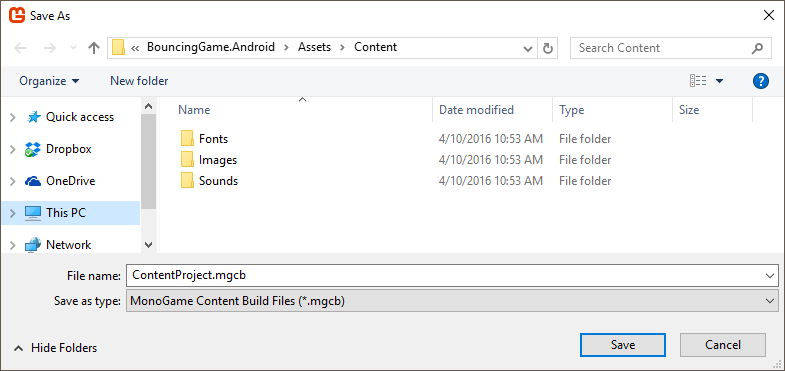 Save As
« BouncingGame.Android > Assets > Content
Search Content
Organize
New folder
?
Name Date modified Type Size
Quick access
Dropbox
OneDrive
This PC
Network
Fonts 4/10/2016 10:53 AM File folder
Images 4/10/2016 10:53 AM File folder
Sounds 4/10/2016 10:53 AM File folder
File name: ContentProject.mgcb
Save as type: MonoGame Content Build Files (*.mgcb)
Hide Folders
Save
Cancel